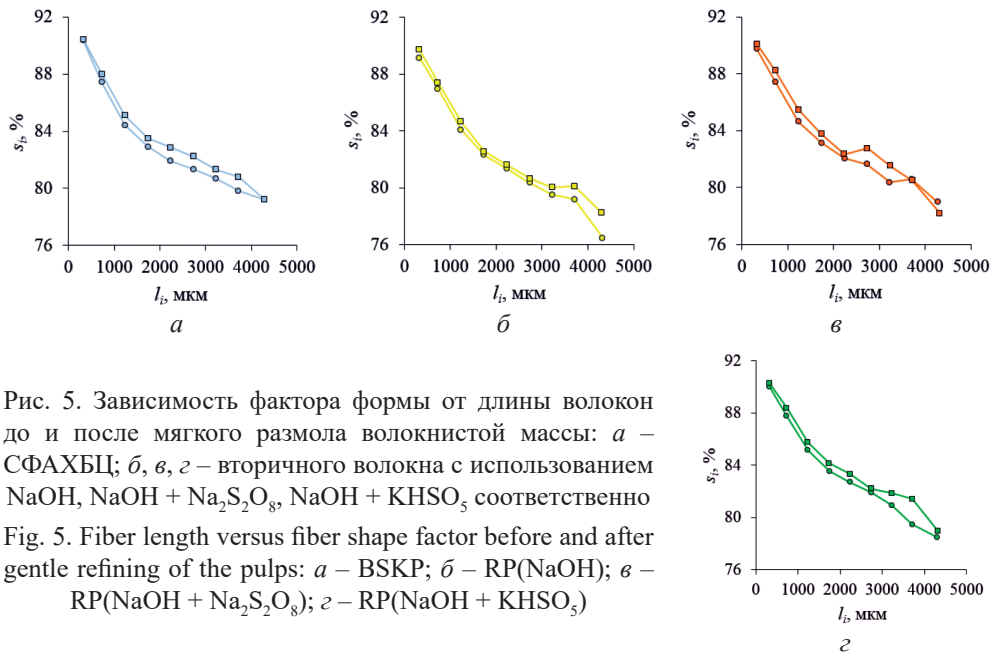 92
88
84
80
76
sᵢ, %
0 1000 2000 3000 4000 5000
lᵢ, мкм
а
92
88
84
80
76
sᵢ, %
0 1000 2000 3000 4000 5000
lᵢ, мкм
б
92
88
84
80
76
sᵢ, %
0 1000 2000 3000 4000 5000
lᵢ, мкм
в
Рис. 5. Зависимость фактора формы от длины волокон
до и после мягкого размола волокнистой массы: а –
СФАХБЦ; б, в, г – вторичного волокна с использованием
NaOH, NaOH + Na₂S₂O₈, NaOH + KHSO₅ соответственно
Fig. 5. Fiber length versus fiber shape factor before and after
gentle refining of the pulps: а – BSKP; б – RP(NaOH); в –
RP(NaOH + Na₂S₂O₈); г – RP(NaOH + KHSO₅)
92
88
84
80
76
sᵢ, %
0 1000 2000 3000 4000 5000
lᵢ, мкм
г